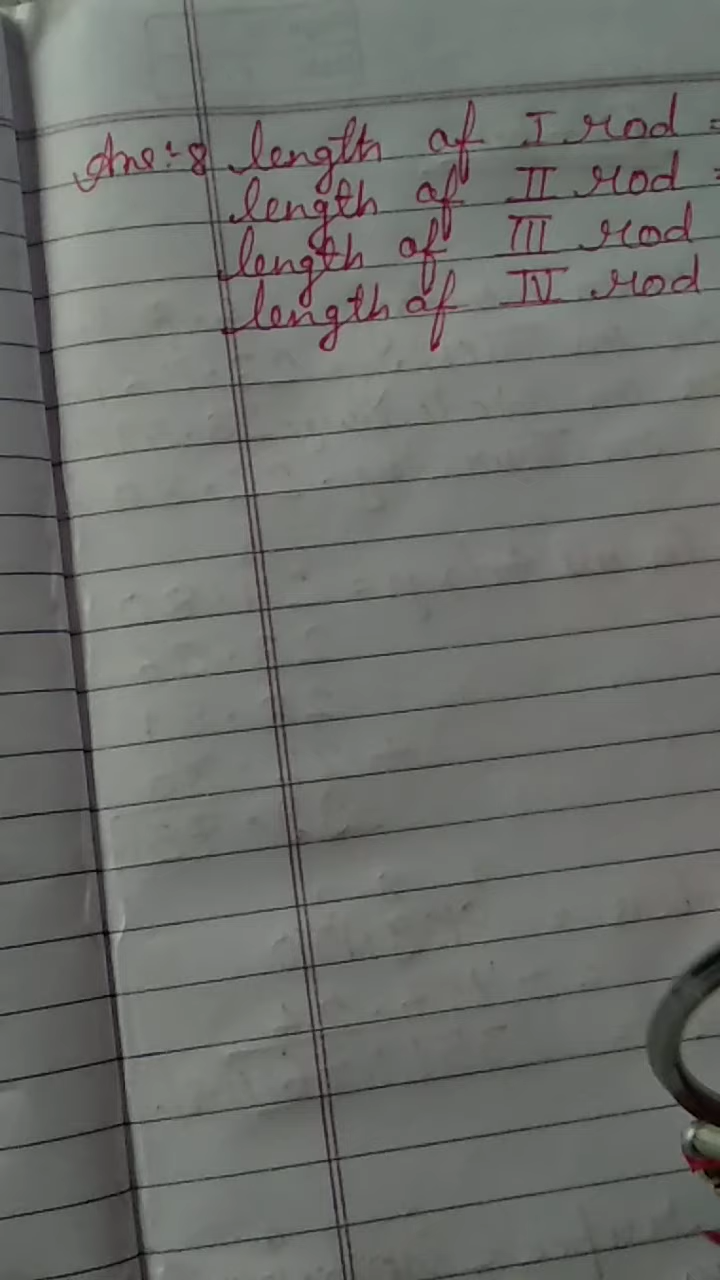 Ans:-8 length of I rod =
length of II rod =
length of III rod
length of IV rod